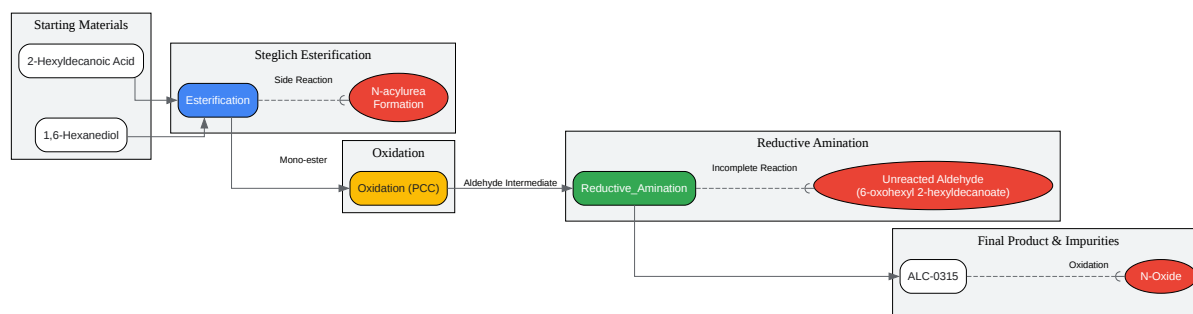 Starting Materials
2-Hexyldecanoic Acid
1,6-Hexanediol
Steglich Esterification
Esterification
Side Reaction
N-acylurea
Formation
Mono-ester
Oxidation
Oxidation (PCC)
Aldehyde Intermediate
Reductive Amination
Reductive_Amination
Incomplete Reaction
Unreacted Aldehyde
(6-oxohexyl 2-hexyldecanoate)
Final Product & Impurities
ALC-0315
Oxidation
N-Oxide